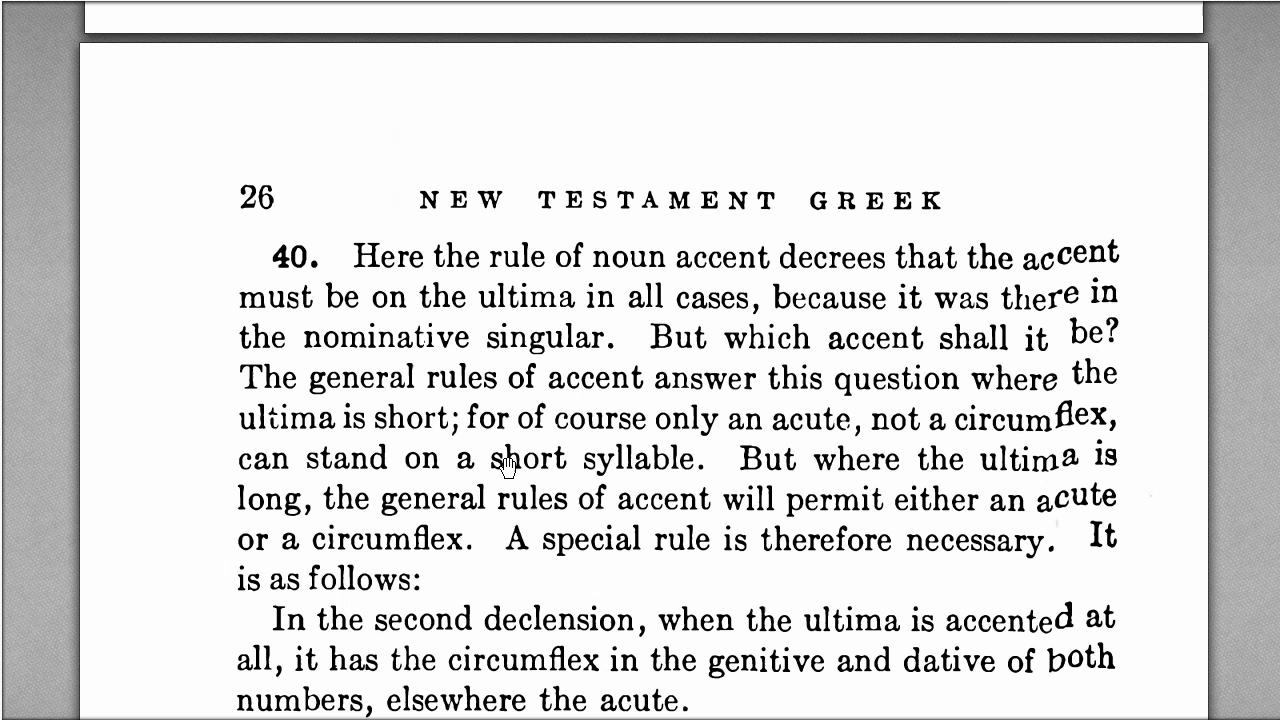 26 NEW TESTAMENT GREEK
40. Here the rule of noun accent decrees that the accent
must be on the ultima in all cases, because it was there in
the nominative singular. But which accent shall it be?
The general rules of accent answer this question where the
ultima is short; for of course only an acute, not a circumflex,
can stand on a short syllable. But where the ultima is
long, the general rules of accent will permit either an acute
or a circumflex. A special rule is therefore necessary. It
is as follows:
In the second declension, when the ultima is accented at
all, it has the circumflex in the genitive and dative of both
numbers, elsewhere the acute.